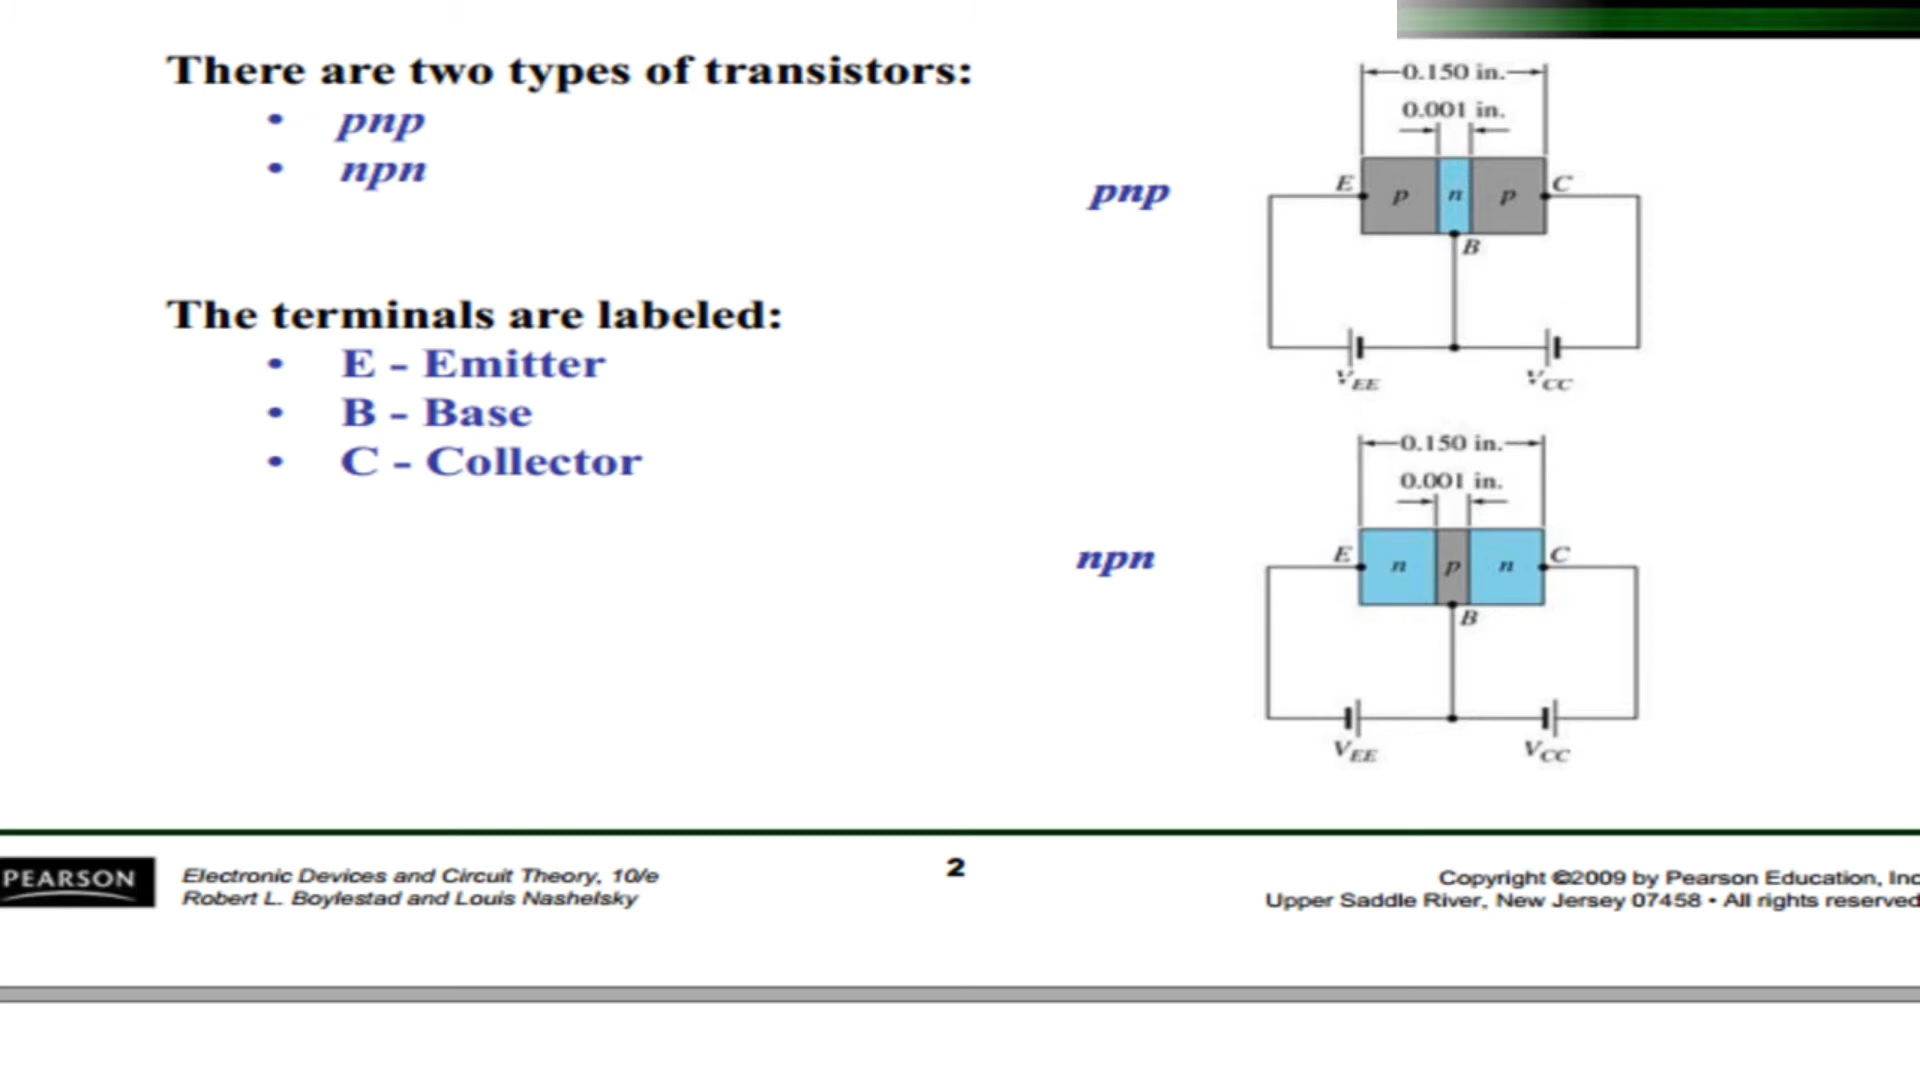 There are two types of transistors:
• pnp
• npn
The terminals are labeled:
• E – Emitter
• B – Base
• C – Collector
pnp
0.150 in.
0.001 in.
E p n p C
B
VEE VCC
npn
0.150 in.
0.001 in.
E n p n C
B
VEE VCC
PEARSON
Electronic Devices and Circuit Theory, 10/e
Robert L. Boylestad and Louis Nashelsky
2
Copyright ©2009 by Pearson Education, Inc
Upper Saddle River, New Jersey 07458 • All rights reserved